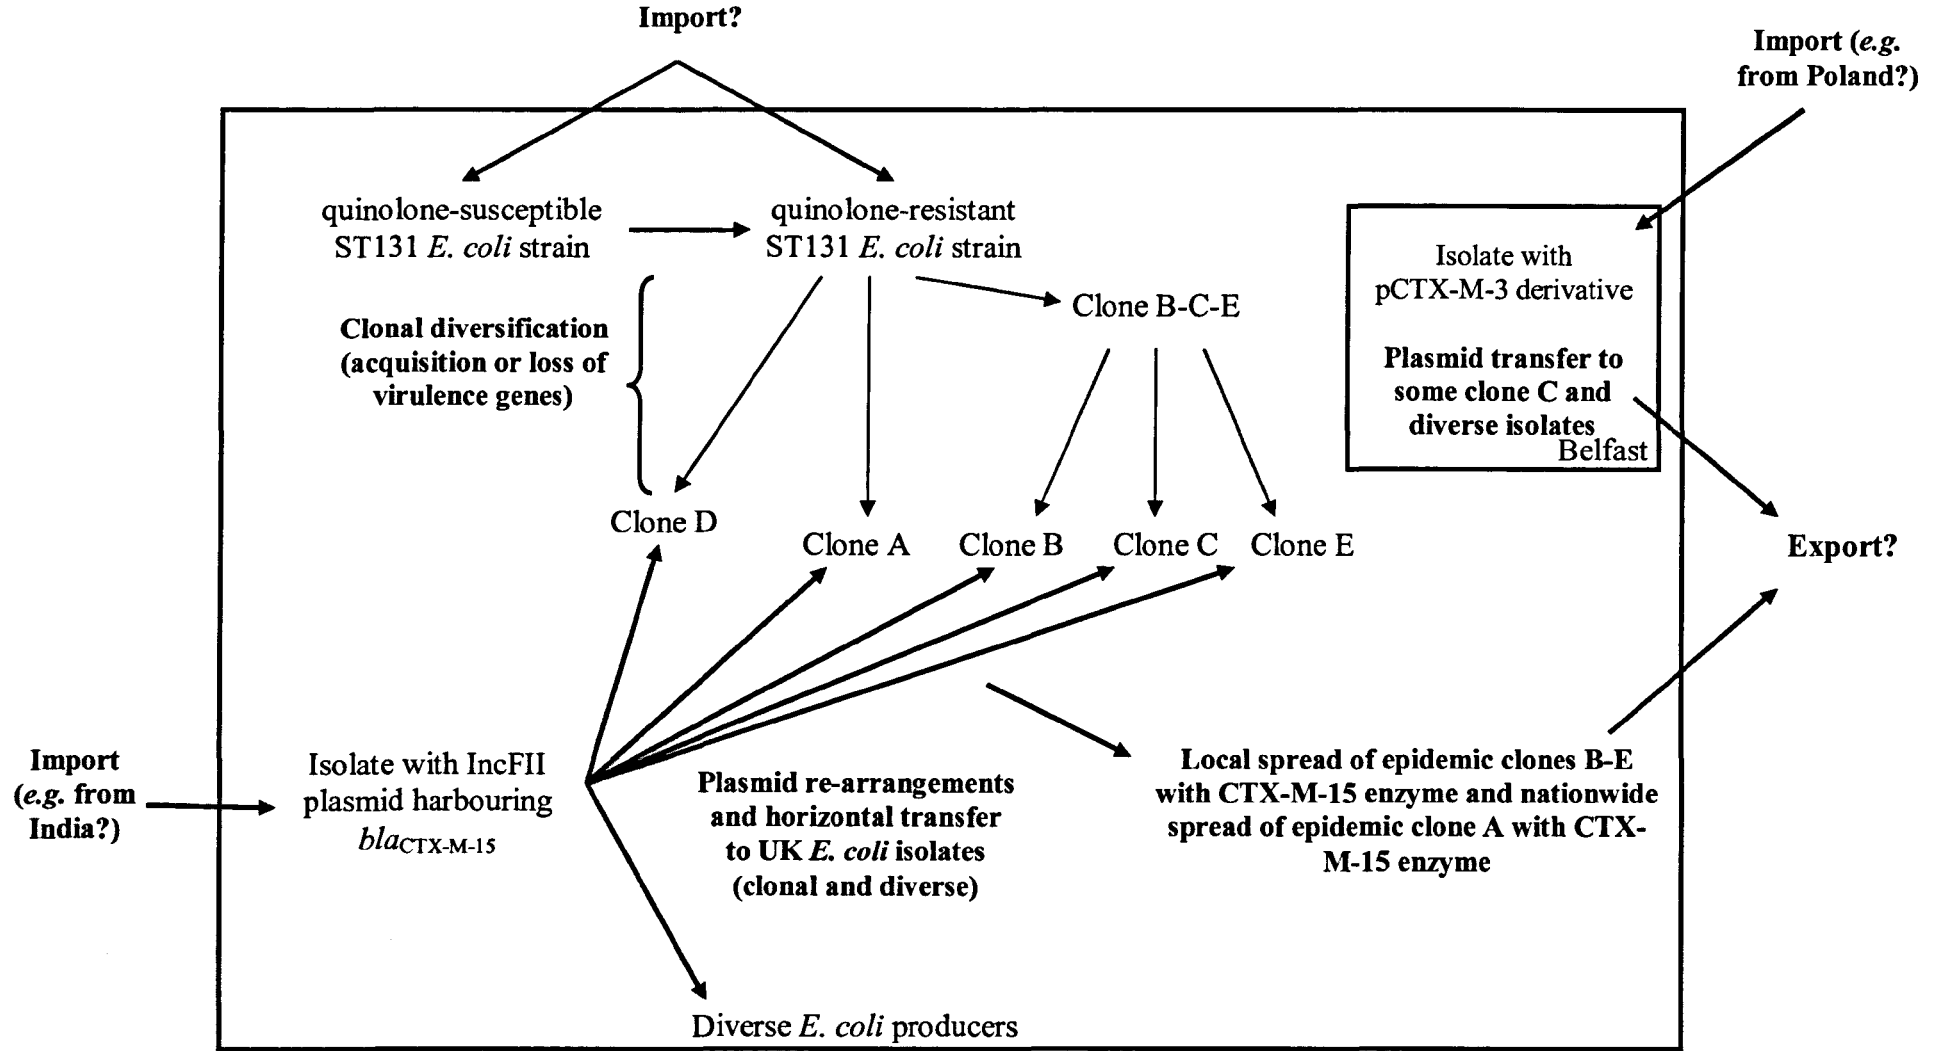 Import?
Import (e.g.
from Poland?)
quinolone-susceptible
ST131 E. coli strain
quinolone-resistant
ST131 E. coli strain
Clonal diversification
(acquisition or loss of
virulence genes)
Clone B-C-E
Isolate with
pCTX-M-3 derivative
Plasmid transfer to
some clone C and
diverse isolates
Belfast
Clone D
Clone A
Clone B
Clone C
Clone E
Export?
Import
(e.g. from
India?)
Isolate with IncFII
plasmid harbouring
blaCTX-M-15
Plasmid re-arrangements
and horizontal transfer
to UK E. coli isolates
(clonal and diverse)
Local spread of epidemic clones B-E
with CTX-M-15 enzyme and nationwide
spread of epidemic clone A with CTX-
M-15 enzyme
Diverse E. coli producers